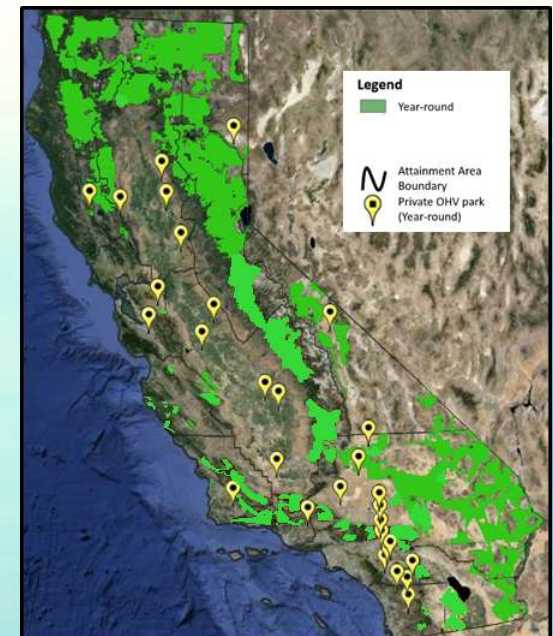 Legend
Year-round
Attainment Area
Boundary
Private OHV park
(Year-round)